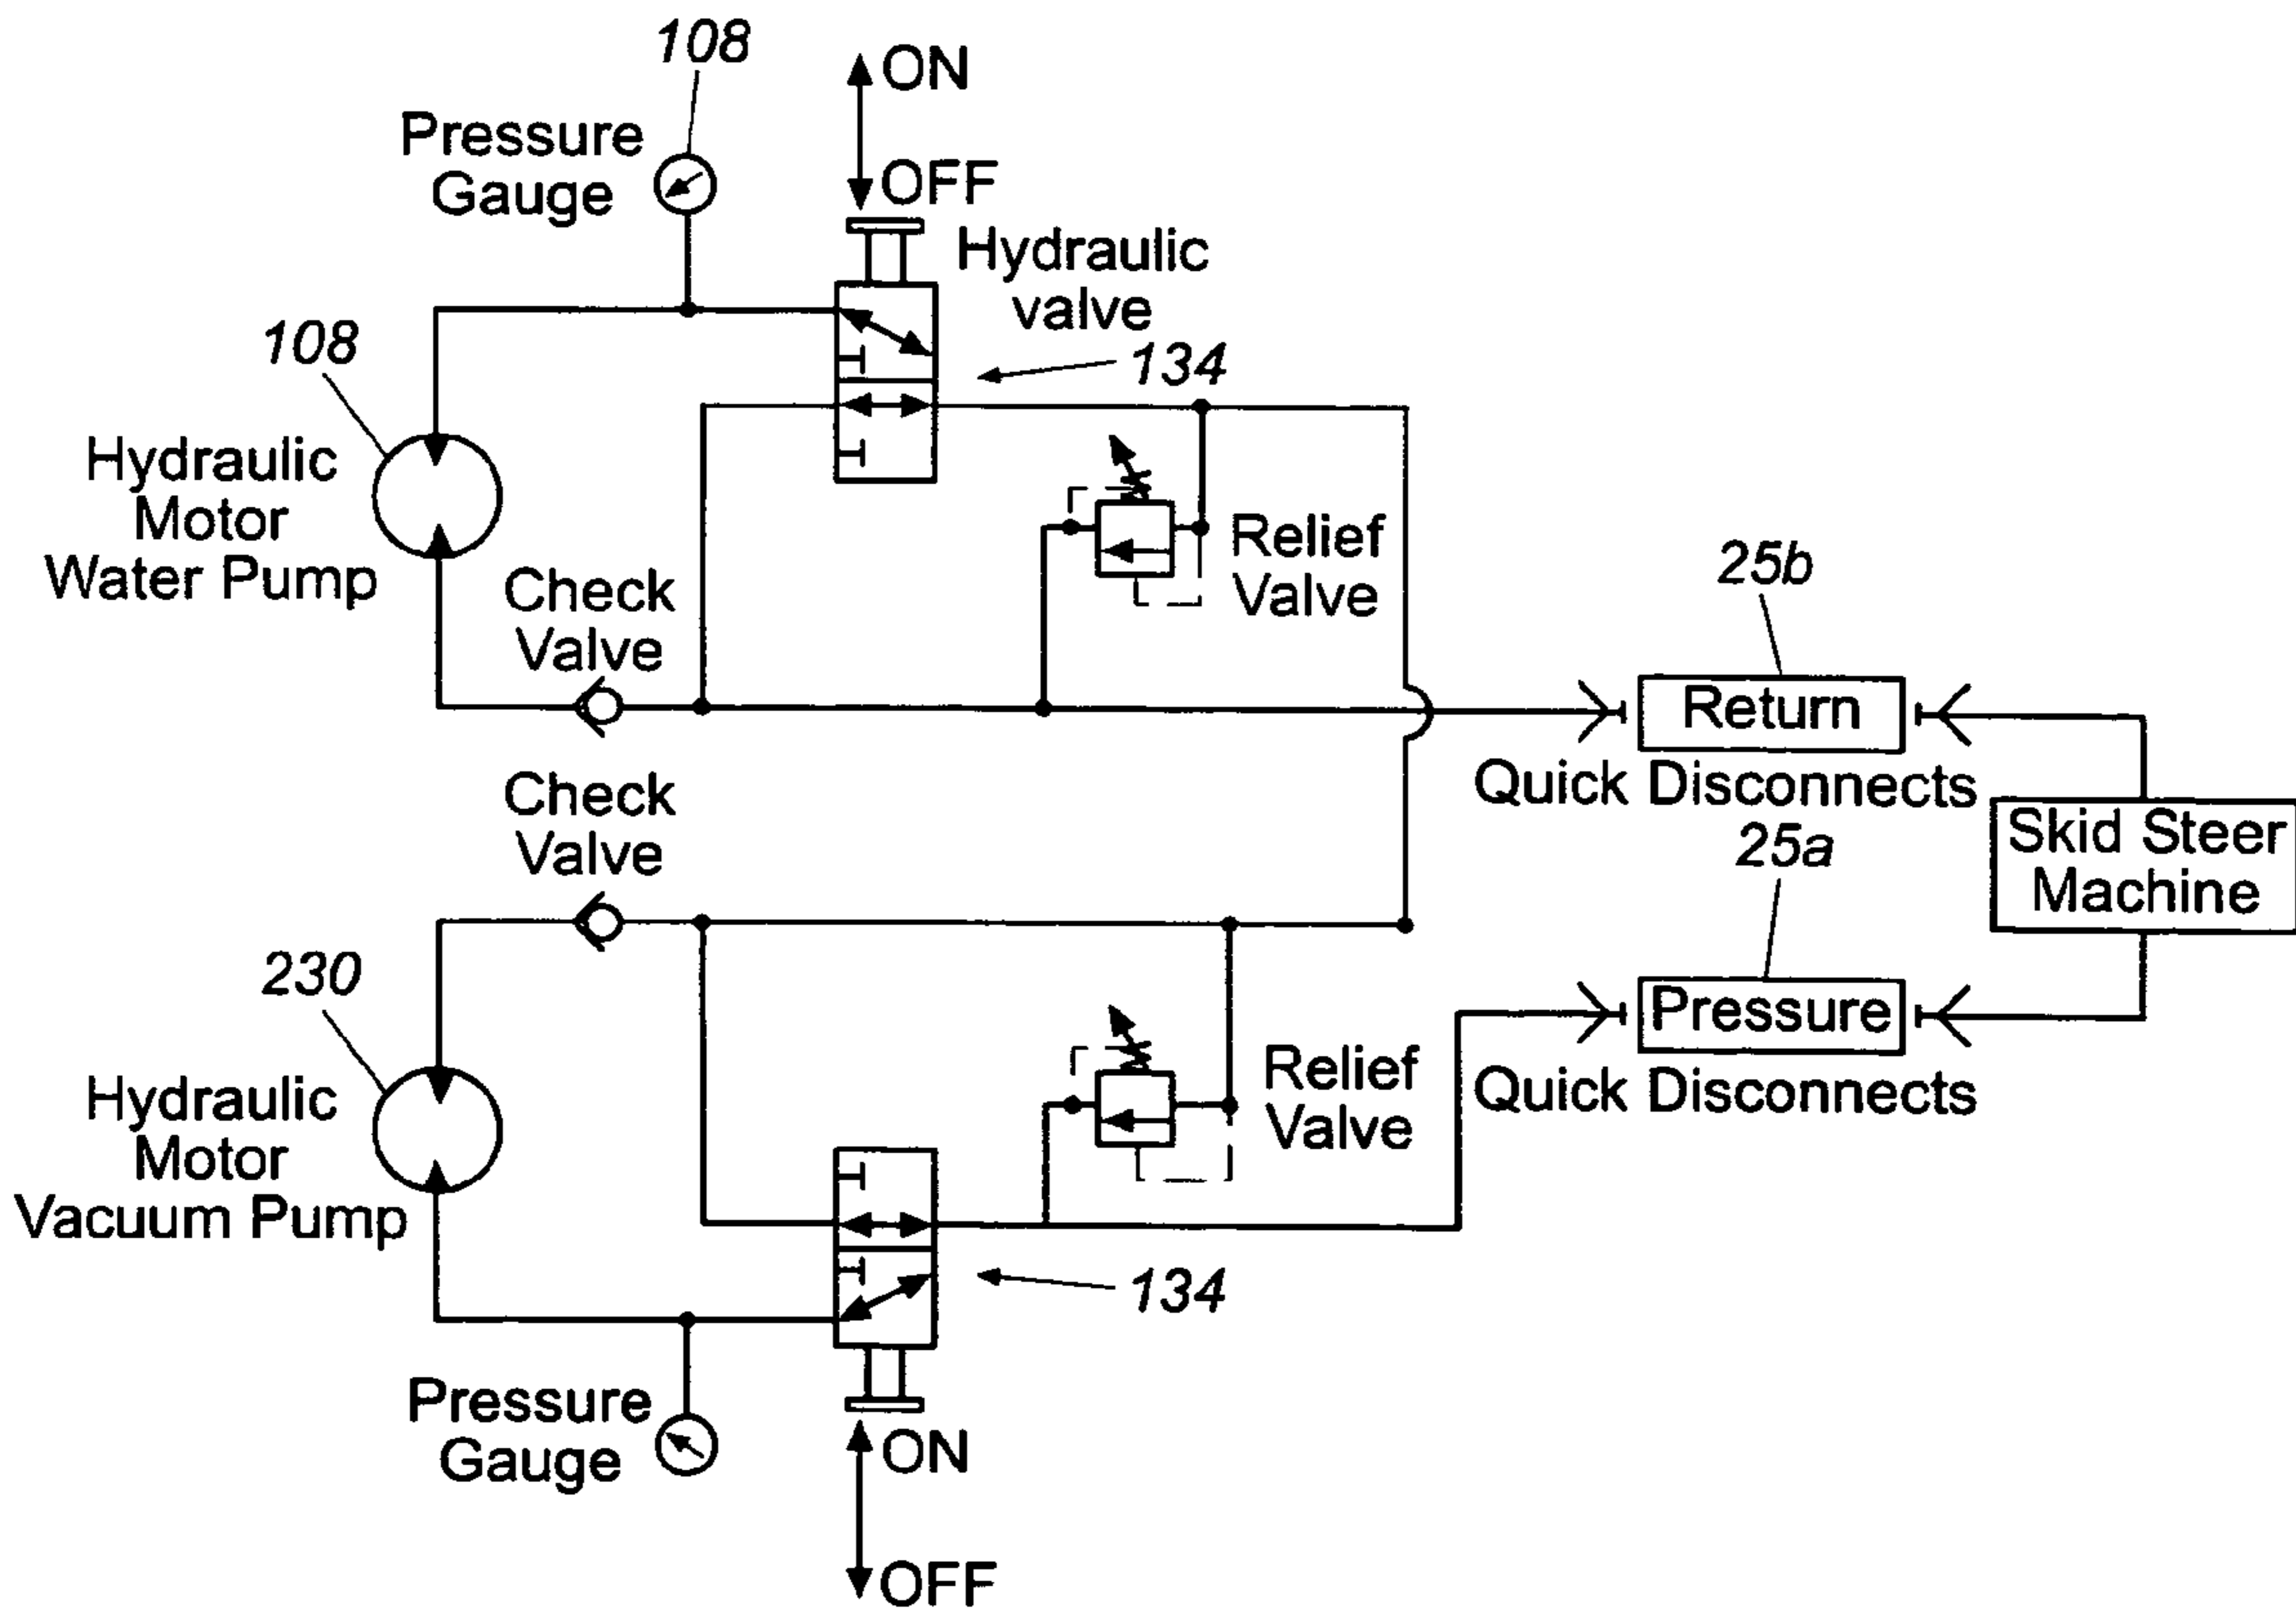 108
ON
Pressure
Gauge
OFF
Hydraulic
valve
108
134
Hydraulic
Motor
Water Pump
Check
Valve
Relief
Valve
25b
Return
Quick Disconnects
Check
Valve
Skid Steer
Machine
25a
230
Pressure
Quick Disconnects
Hydraulic
Motor
Vacuum Pump
Relief
Valve
134
Pressure
Gauge
ON
OFF